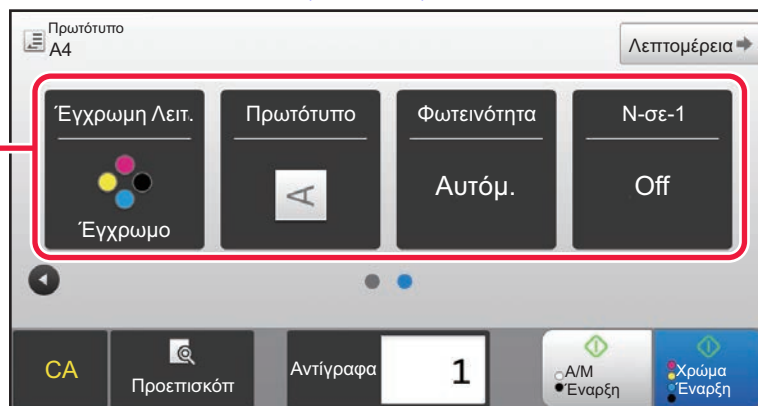 Πρωτότυπο
A4
Λεπτομέρεια
Έγχρωμη Λειτ.
Πρωτότυπο
Φωτεινότητα
N-σε-1
A
Αυτόμ.
Off
Έγχρωμο
CA
Προεπισκόπ
Αντίγραφα
1
Α/Μ
Έναρξη
Χρώμα
Έναρξη